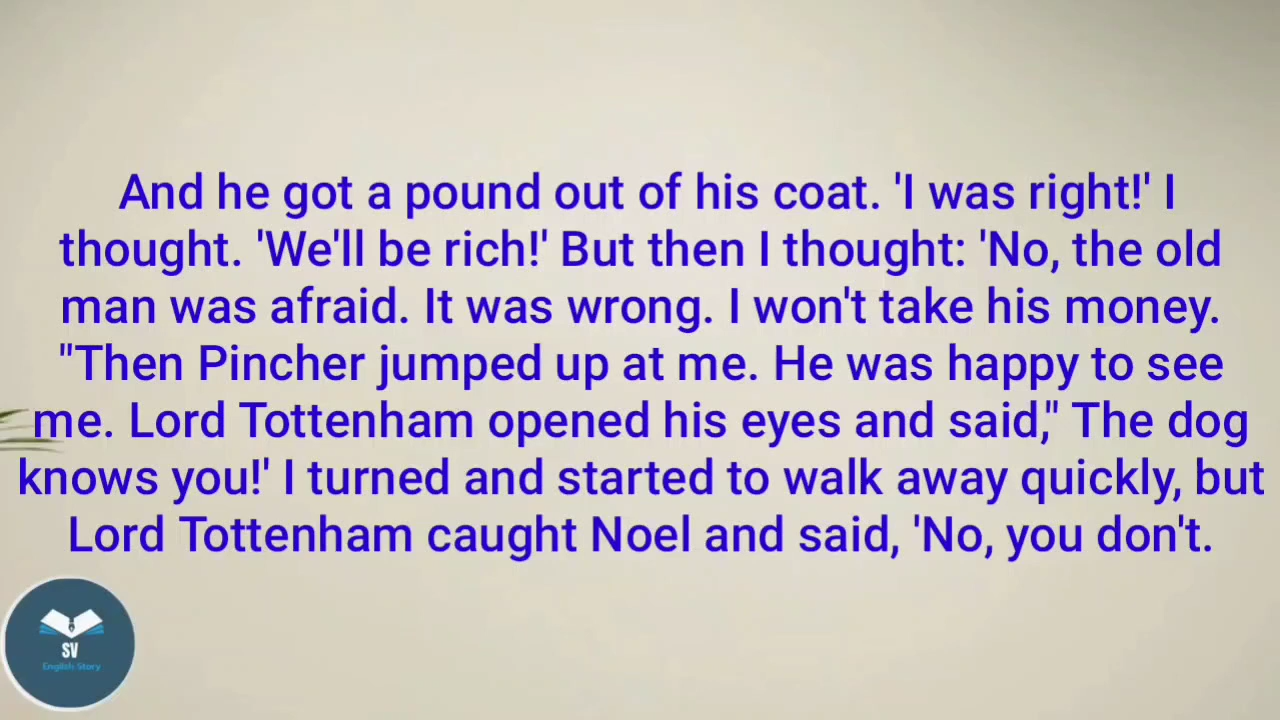 And he got a pound out of his coat. 'I was right!' I
thought. 'We'll be rich!' But then I thought: 'No, the old
man was afraid. It was wrong. I won't take his money.
"Then Pincher jumped up at me. He was happy to see
me. Lord Tottenham opened his eyes and said," The dog
knows you!' I turned and started to walk away quickly, but
Lord Tottenham caught Noel and said, 'No, you don't.
SV
English Story